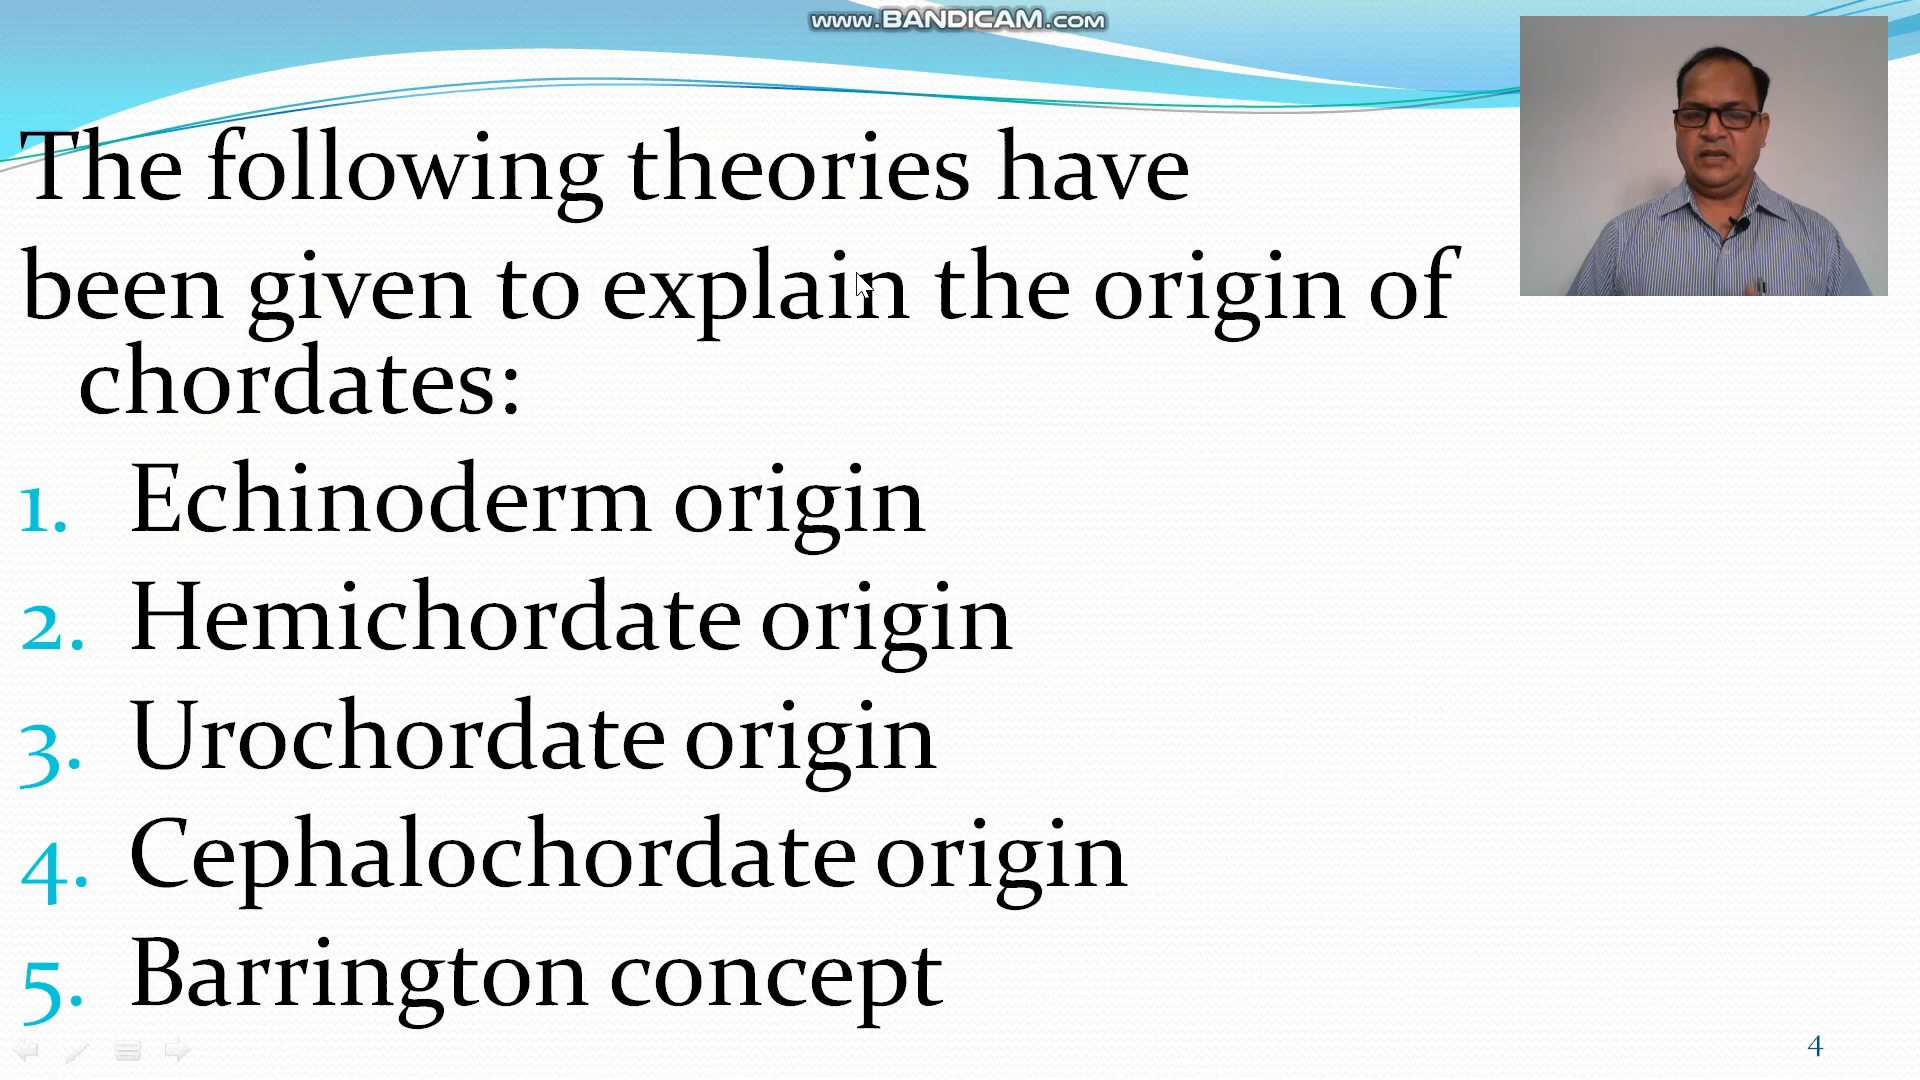 www.BANDICAM.com
The following theories have
been given to explain the origin of
chordates:
1. Echinoderm origin
2. Hemichordate origin
3. Urochordate origin
4. Cephalochordate origin
5. Barrington concept
4